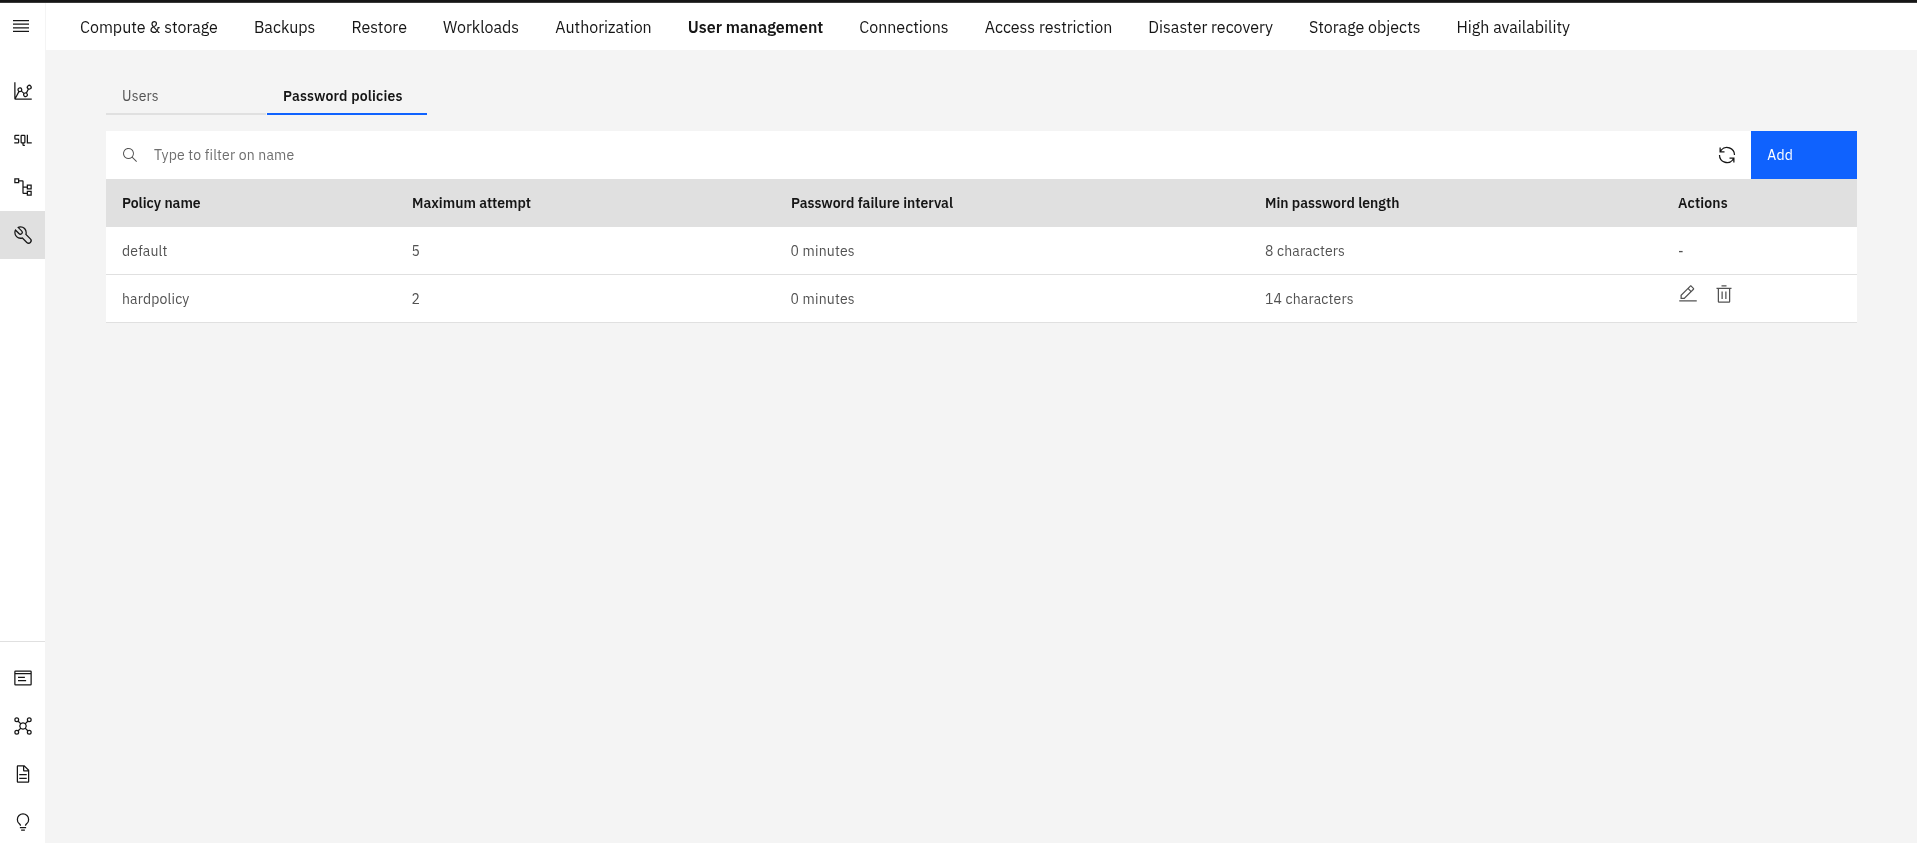 Compute & storage Backups Restore Workloads Authorization User management Connections Access restriction Disaster recovery Storage objects High availability
Users Password policies
SQL
Type to filter on name Add
Policy name Maximum attempt Password failure interval Min password length Actions
default 5 0 minutes 8 characters -
hardpolicy 2 0 minutes 14 characters